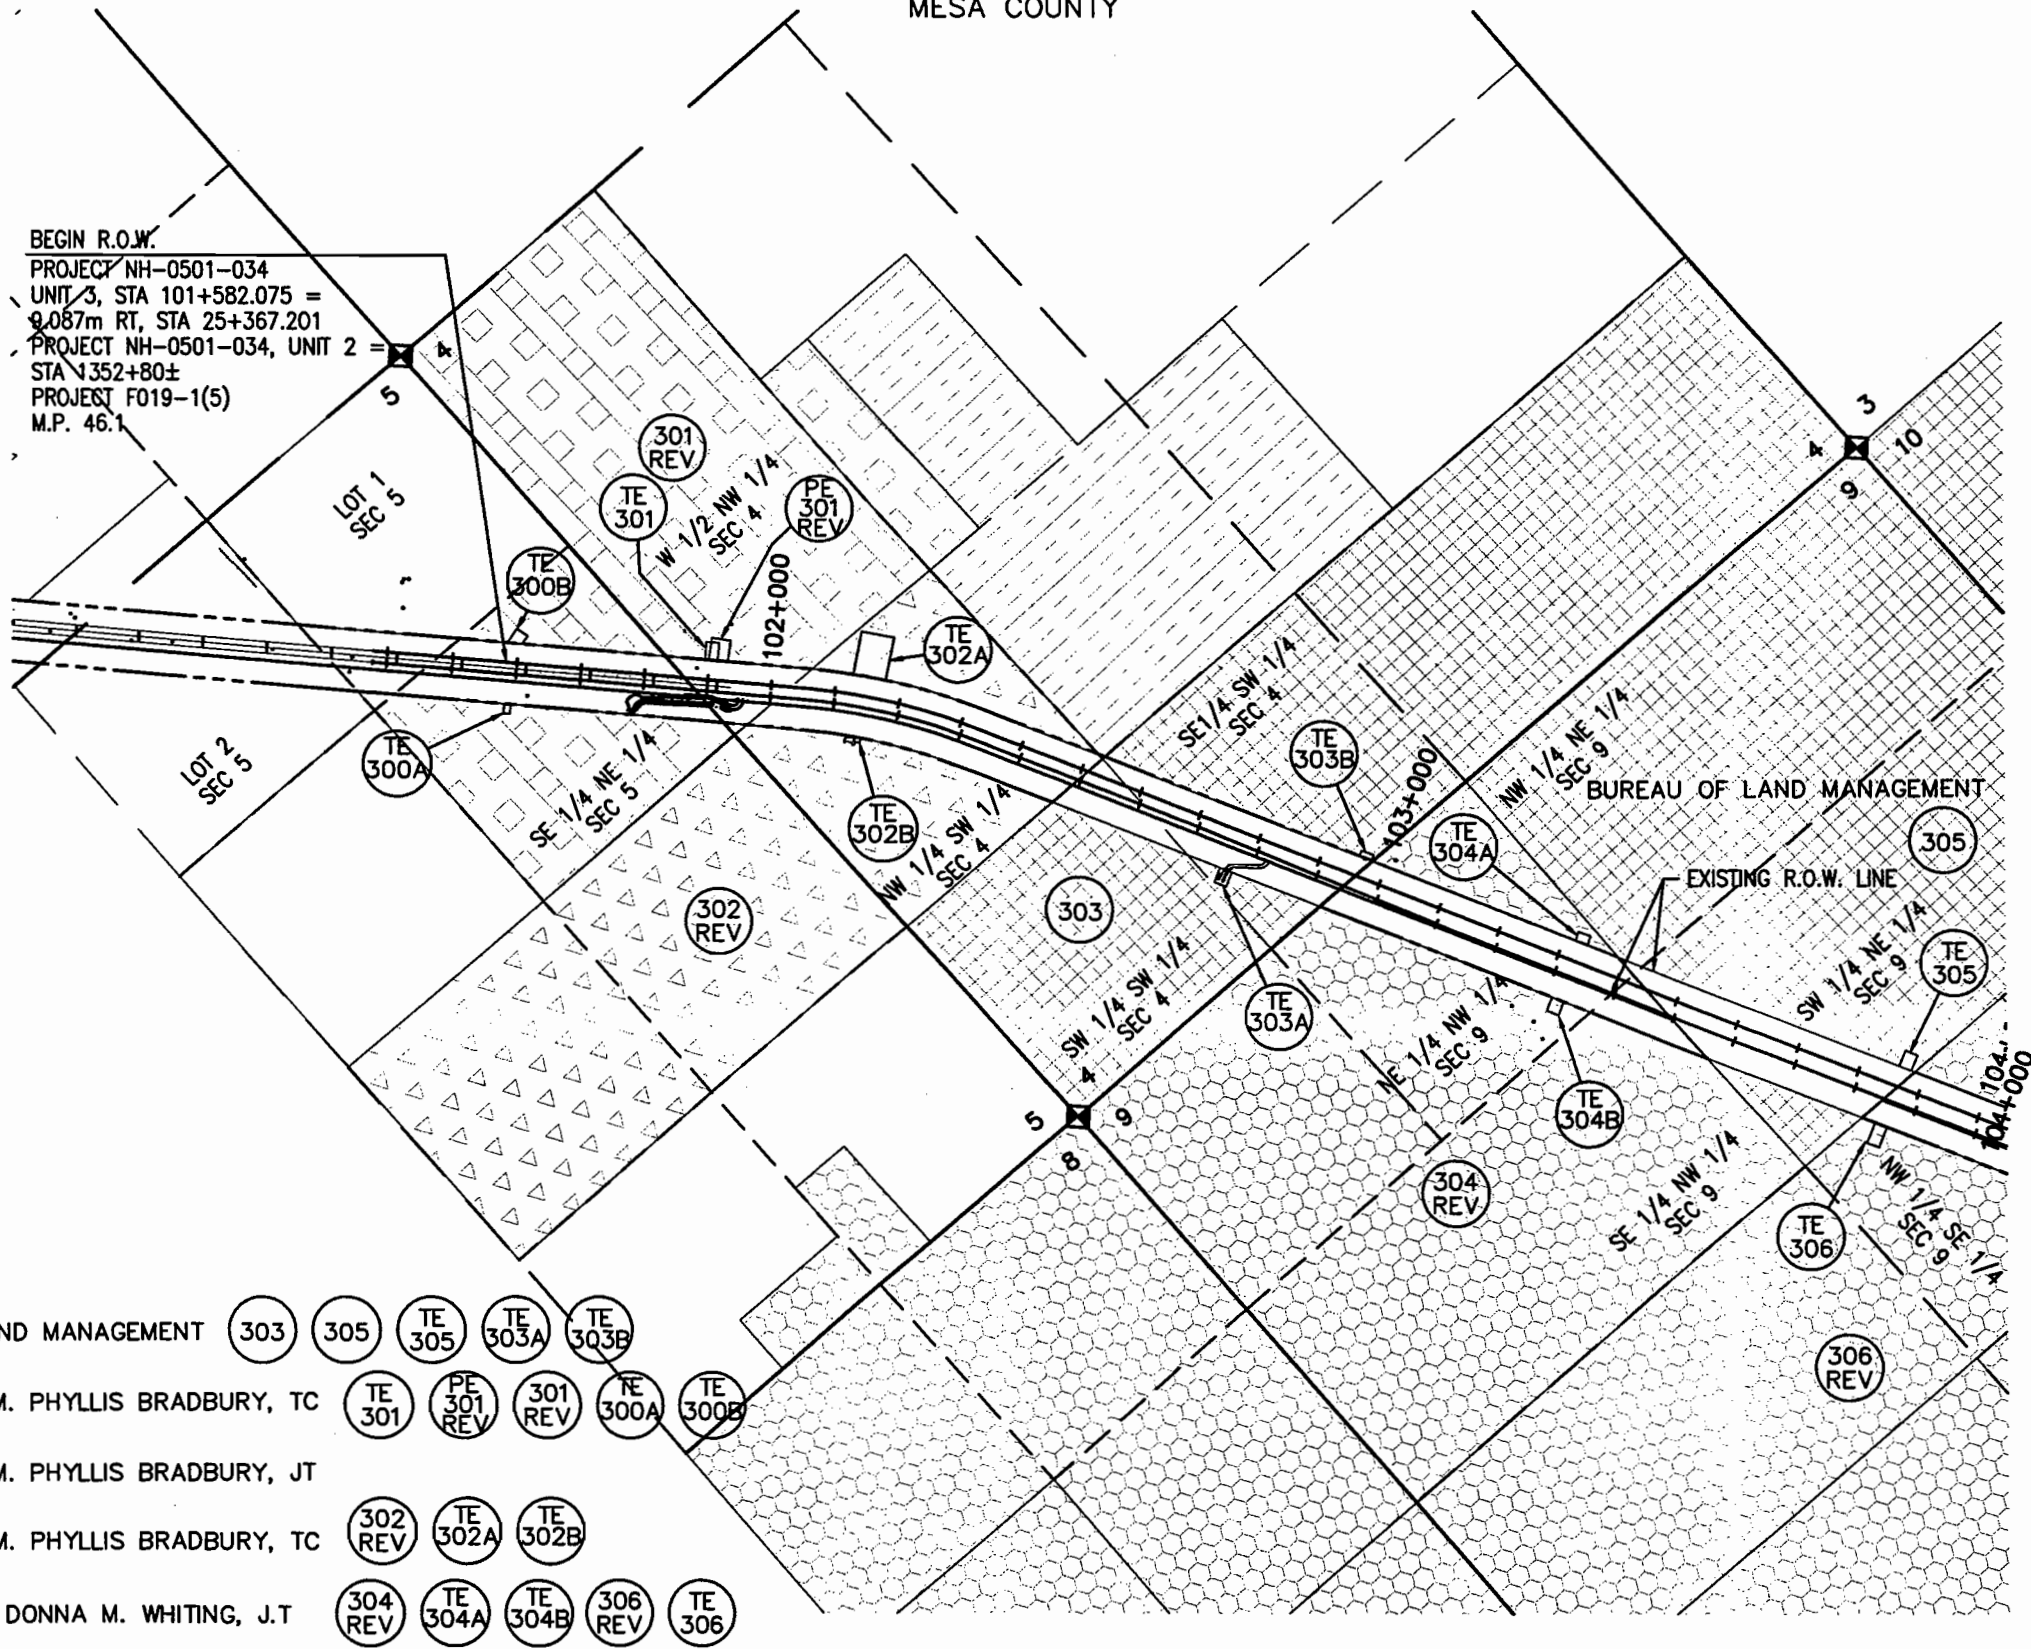 MESA COUNTY
BEGIN R.O.W.
PROJECT NH-0501-034
UNIT 3, STA 101+582.075 =
9.087m RT, STA 25+367.201
PROJECT NH-0501-034, UNIT 2 =
STA 1352+80±
PROJECT F019-1(5)
M.P. 46.1
4
5
LOT 1
SEC 5
301
REV
TE
301
W 1/2 NW 1/4
SEC 4
PE
301
REV
102+000
TE
300B
TE
302A
TE
300A
LOT 2
SEC 5
SE 1/4 NE 1/4
SEC 5
TE
302B
NW 1/4 SW 1/4
SEC 4
302
REV
3
4
10
9
SE1/4 SW 1/4
SEC 4
TE
303B
103+000
TE
304A
NW 1/4 NE 1/4
SEC 9
BUREAU OF LAND MANAGEMENT
305
EXISTING R.O.W. LINE
303
SW 1/4 SW 1/4
SEC 4
TE
303A
NE 1/4 NW 1/4
SEC 9
SW 1/4 NE 1/4
SEC 9
TE
305
104
104+000
TE
304B
4
5
9
8
304
REV
SE 1/4 NW 1/4
SEC 9
TE
306
NW 1/4 SE 1/4
SEC 9
306
REV
ND MANAGEMENT 303 305 TE 305 TE 303A TE 303B
M. PHYLLIS BRADBURY, TC TE 301 PE 301 REV 301 REV TE 300A TE 300B
M. PHYLLIS BRADBURY, JT
M. PHYLLIS BRADBURY, TC 302 REV TE 302A TE 302B
DONNA M. WHITING, J.T 304 REV TE 304A TE 304B 306 REV TE 306